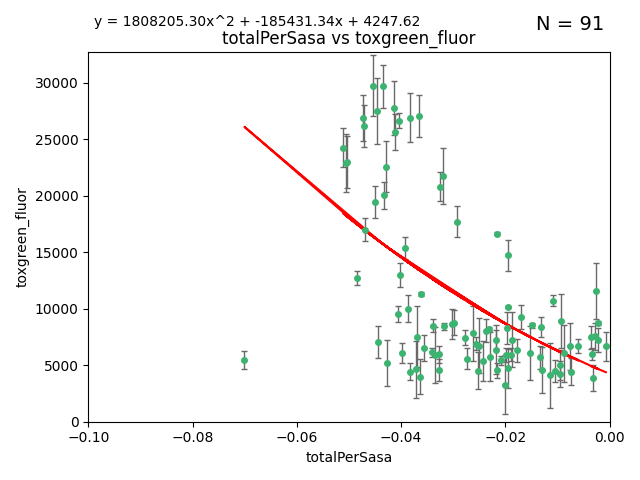 y = 1808205.30x^2 + -185431.34x + 4247.62
N = 91
totalPerSasa vs toxgreen_fluor
toxgreen_fluor
30000
25000
20000
15000
10000
5000
0
−0.10 −0.08 −0.06 −0.04 −0.02 0.00
totalPerSasa